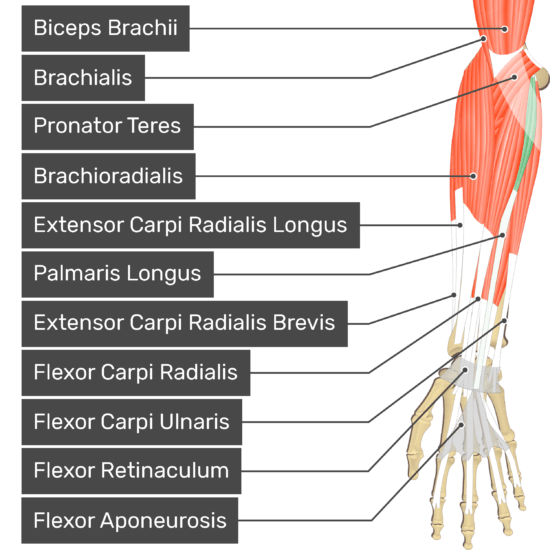 Biceps Brachii
Brachialis
Pronator Teres
Brachioradialis
Extensor Carpi Radialis Longus
Palmaris Longus
Extensor Carpi Radialis Brevis
Flexor Carpi Radialis
Flexor Carpi Ulnaris
Flexor Retinaculum
Flexor Aponeurosis